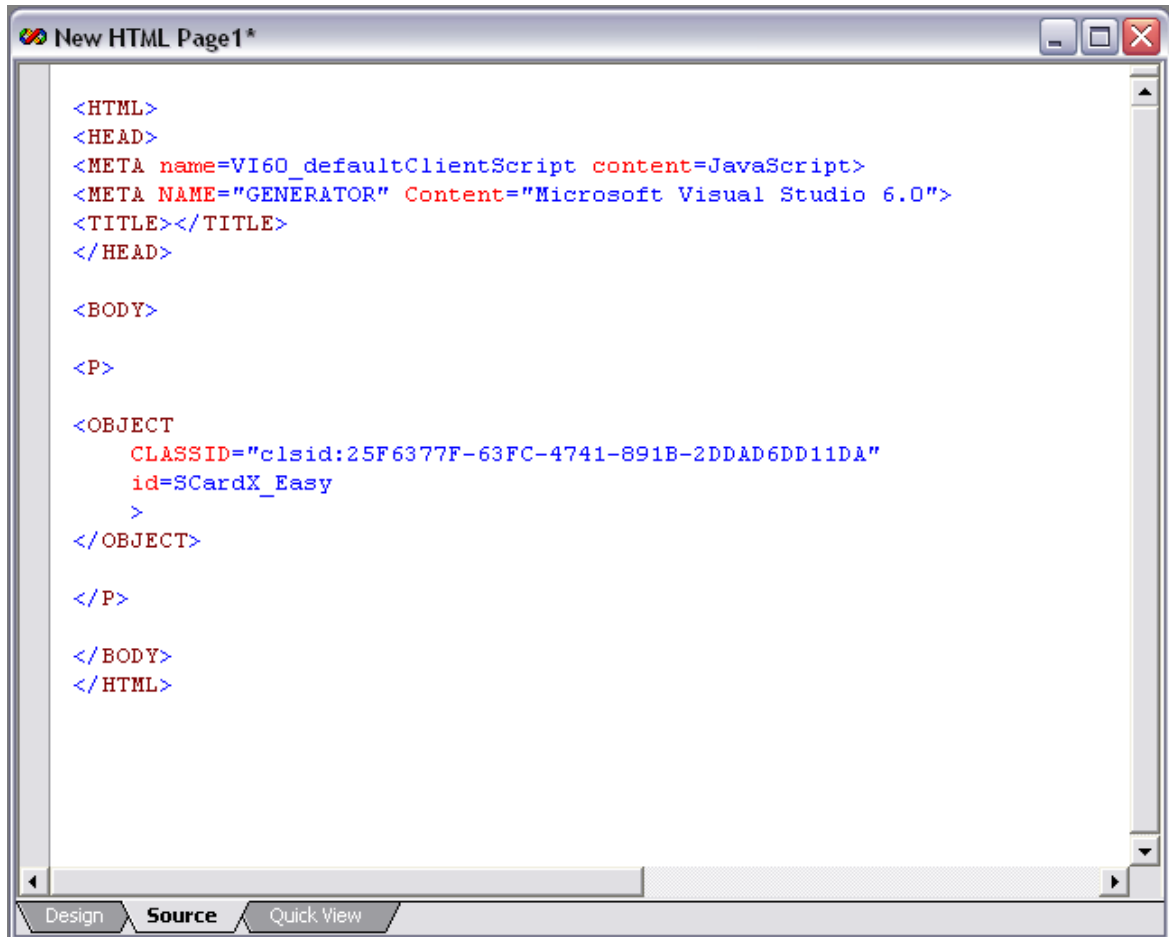 New HTML Page1*
<HTML>
<HEAD>
<META name=VI60_defaultClientScript content=JavaScript>
<META NAME="GENERATOR" Content="Microsoft Visual Studio 6.0">
<TITLE></TITLE>
</HEAD>
<BODY>
<P>
<OBJECT
CLASSID="clsid:25F6377F-63FC-4741-891B-2DDAD6DD11DA"
id=SCardX_Easy
>
</OBJECT>
</P>
</BODY>
</HTML>
Design Source Quick View